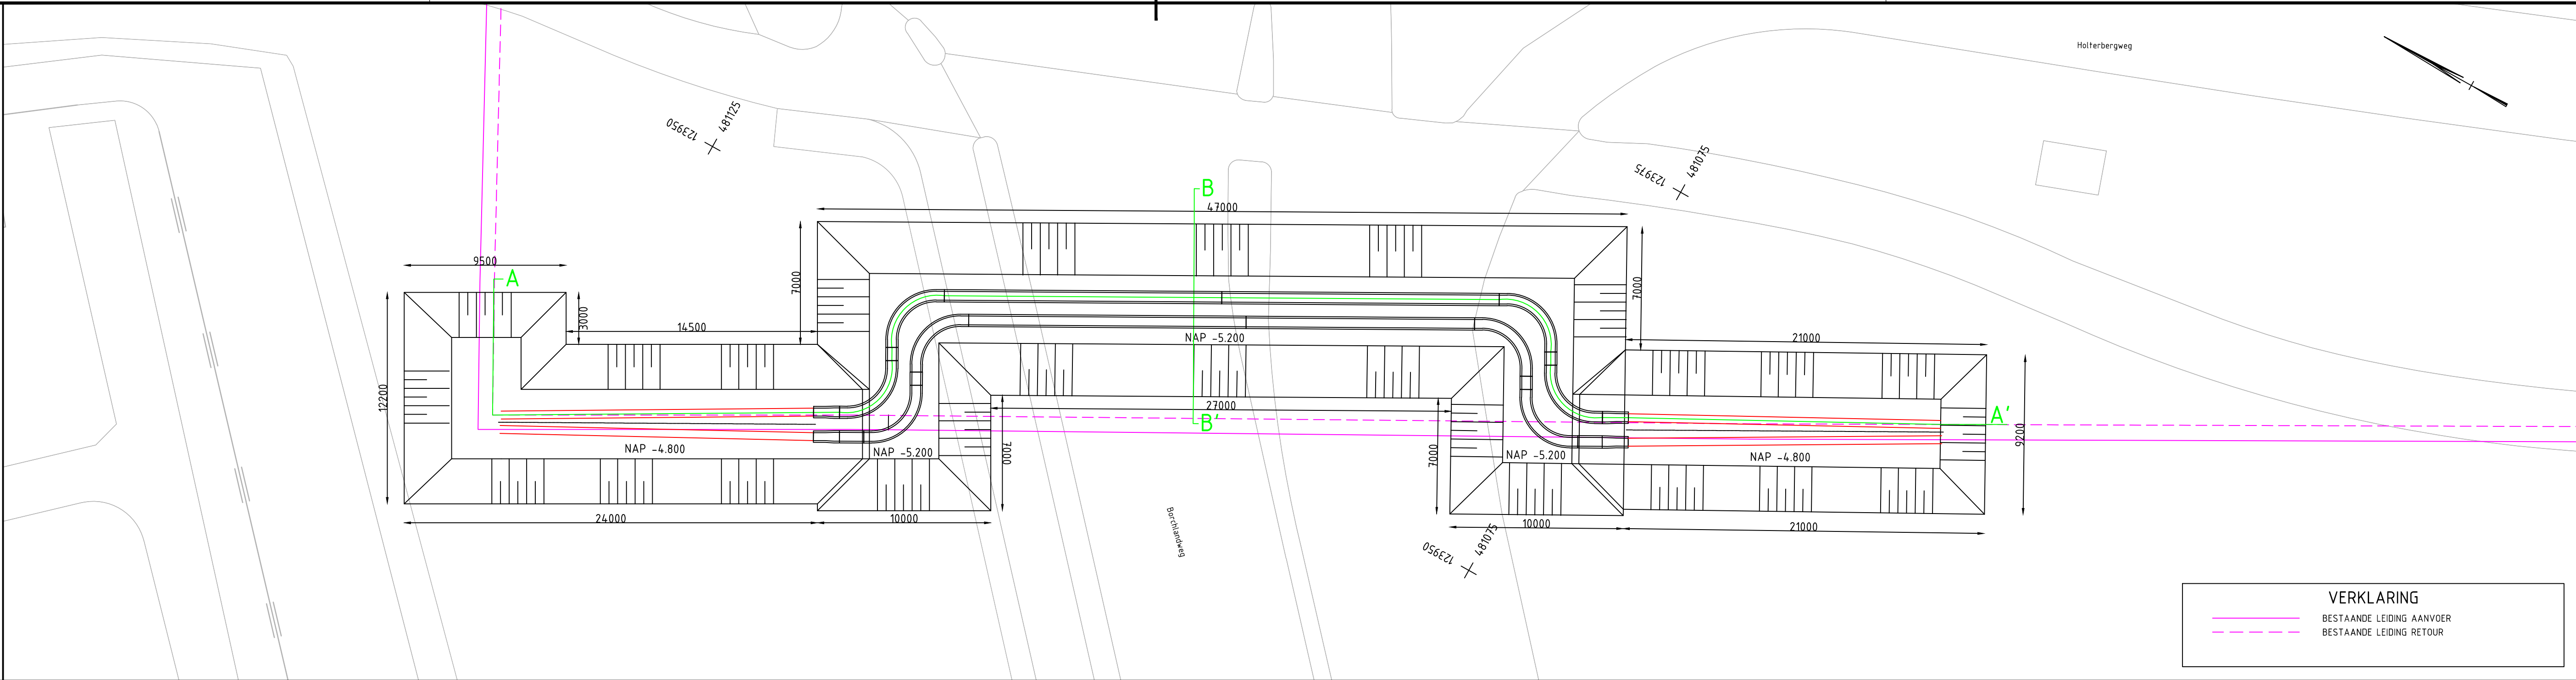 Holterbergweg
123950
481125
123975
481075
B
47000
9500
A
7000
7000
3000
14500
NAP -5.200
21000
12200
27000
B'
A'
9200
NAP -4.800
NAP -5.200
7000
7000
NAP -5.200
NAP -4.800
24000
10000
10000
21000
Borchlandweg
123950
481075
VERKLARING
BESTAANDE LEIDING AANVOER
BESTAANDE LEIDING RETOUR